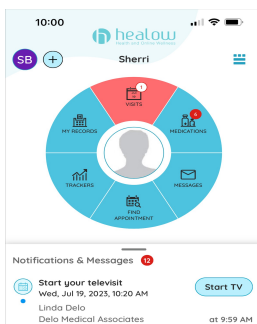 10:00
healow
Health and Online Wellness
SB + Sherri
1
VISITS
MY RECORDS
6
MEDICATIONS
TRACKERS
MESSAGES
FIND
APPOINTMENT
Notifications & Messages 12
Start your televisit
Wed, Jul 19, 2023, 10:20 AM
Start TV
Linda Delo
Delo Medical Associates at 9:59 AM